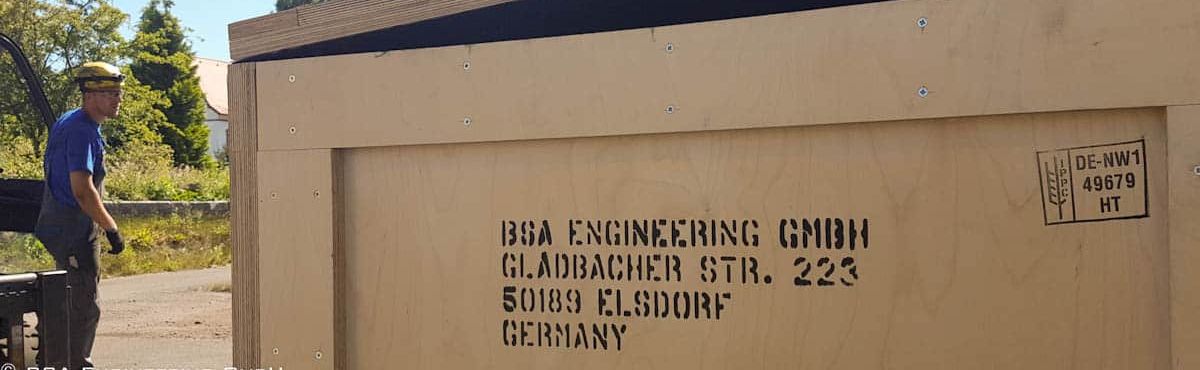 BSA ENGINEERING GMBH
GLADBACHER STR. 223
50189 ELSDORF
GERMANY
IPPC
DE-NW1
49679
HT